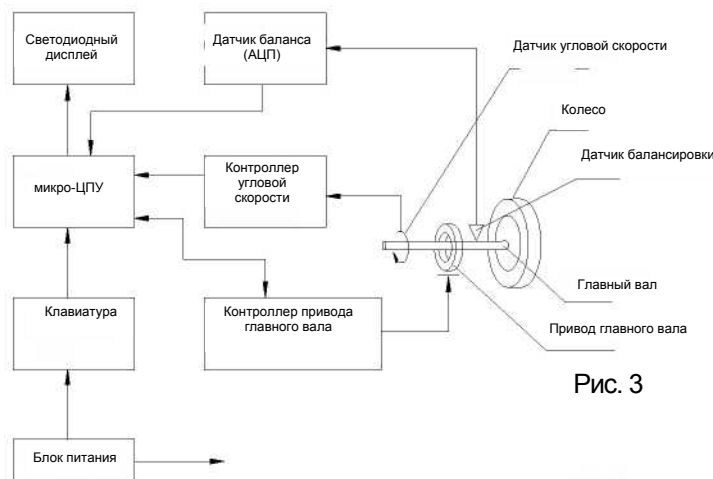 Светодиодный
дисплей
Датчик баланса
(АЦП)
Датчик угловой скорости
Колесо
Датчик балансировки
микро-ЦПУ
Контроллер
угловой
скорости
Главный вал
Клавиатура
Контроллер привода
главного вала
Привод главного вала
Рис. 3
Блок питания